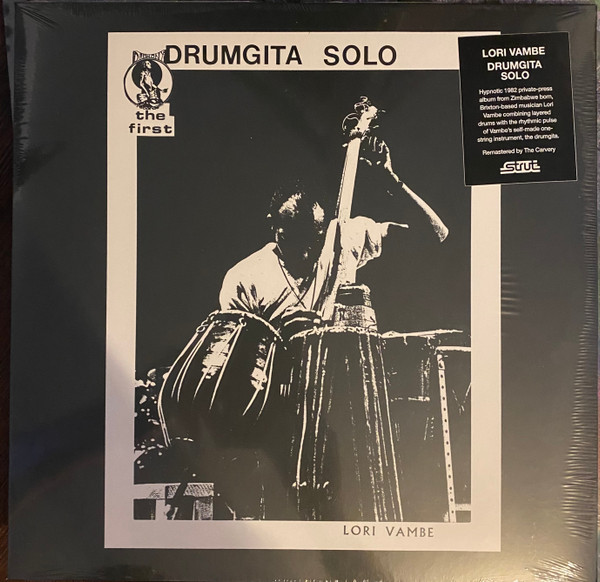 DRUMGITA SOLO
the
first
LORI VAMBE
DRUMGITA
SOLO
Hypnotic 1982 private-press
album from Zimbabwe born,
Brixton-based musician Lori
Vambe combining layered
drums with the rhythmic pulse
of Vambe's self-made one-
string instrument, the drumgita.
Remastered by The Carvery
strut
LORI VAMBE